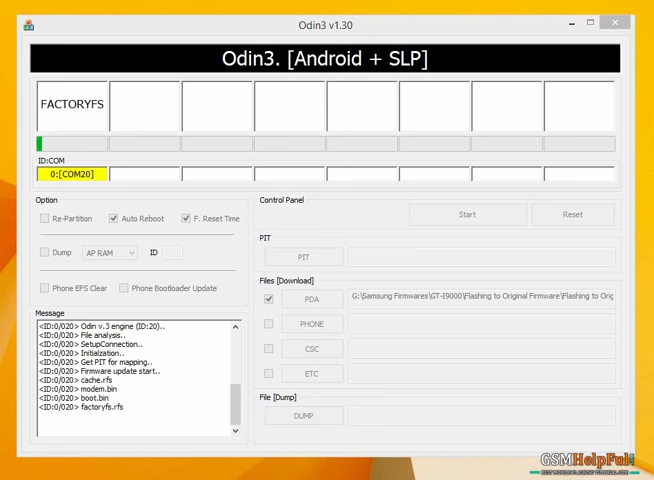 Odin3 v1.30
Odin3. [Android + SLP]
FACTORYFS
ID:COM
0:[COM20]
Option
Re-Partition
Auto Reboot
F. Reset Time
Dump
AP RAM
ID
Phone EFS Clear
Phone Bootloader Update
Message
<ID:0/020> Odin v.3 engine (ID:20)..
<ID:0/020> File analysis..
<ID:0/020> SetupConnection..
<ID:0/020> Initialzation..
<ID:0/020> Get PIT for mapping..
<ID:0/020> Firmware update start..
<ID:0/020> cache.rfs
<ID:0/020> modem.bin
<ID:0/020> boot.bin
<ID:0/020> factoryfs.rfs
Control Panel
Start
Reset
PIT
PIT
Files [Download]
PDA
G:\Samsung Firmwares\GT-I9000\Flashing to Original Firmware\Flashing to Orig
PHONE
CSC
ETC
File [Dump]
DUMP
GSMHelpFul